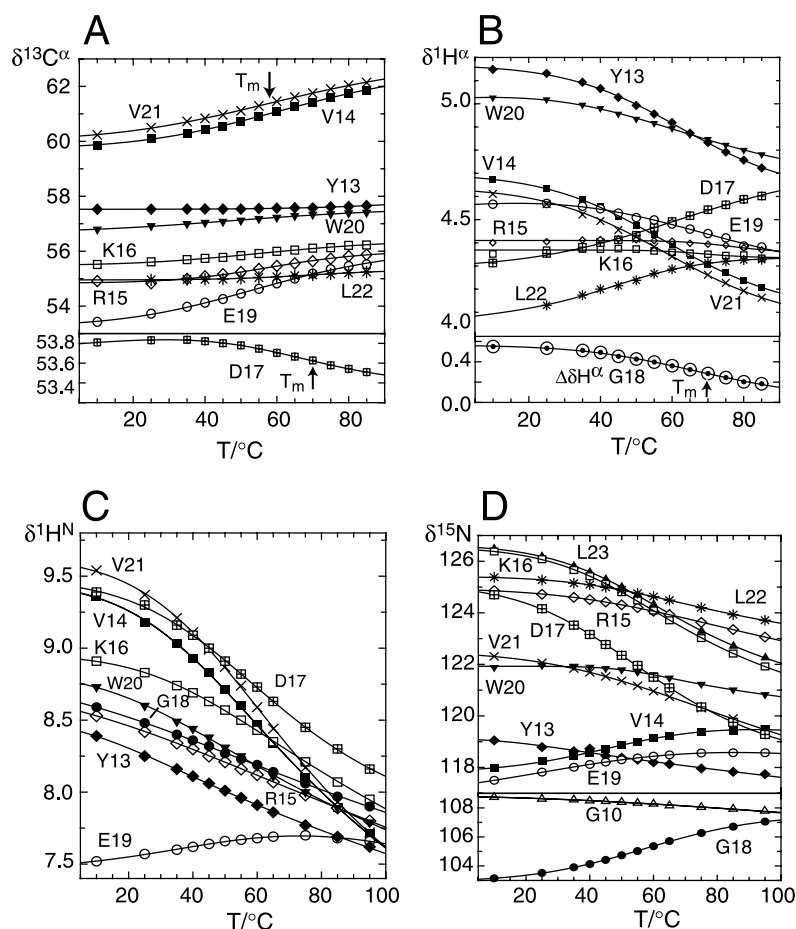 A
δ13Cα
62
60
58
56
54
53.8
53.6
53.4
V21
Tm
V14
Y13
W20
K16
R15
E19
L22
D17
Tm
20 40 60 80
T/°C
B
δ1Hα
5.0
4.5
4.0
0.4
0.0
Y13
W20
V14
D17
R15
E19
K16
L22
V21
ΔδHα G18
Tm
20 40 60 80
T/°C
C
δ1HN
9.5
9.0
8.5
8.0
7.5
V21
V14
K16
D17
W20
G18
Y13
R15
E19
20 40 60 80 100
T/°C
D
δ15N
126
124
122
120
118
108
106
104
L23
K16
L22
R15
D17
V21
W20
V14
Y13
E19
G10
G18
20 40 60 80 100
T/°C